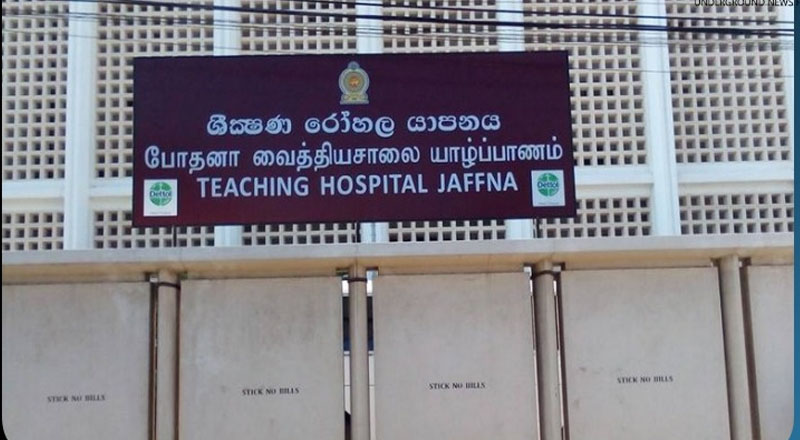 UNDERGROUND NEWS
ශික්ෂණ රෝහල යාපනය
போதனா வைத்தியசாலை யாழ்ப்பாணம்
TEACHING HOSPITAL JAFFNA
Dettol
Dettol
STICK NO BILLS
STICK NO BILLS
STICK NO BILLS
STICK NO BILLS